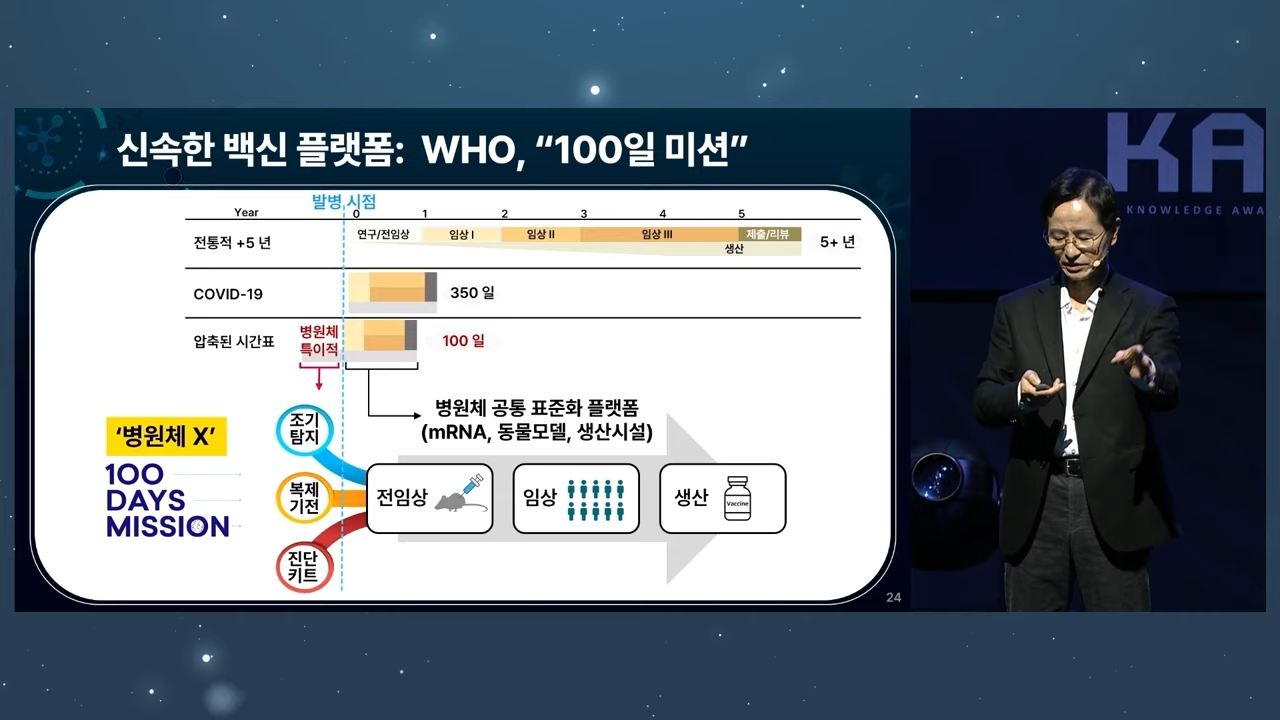 신속한 백신 플랫폼: WHO, “100일 미션”
발병 시점
Year 0 1 2 3 4 5
전통적 +5 년 연구/전임상 임상 I 임상 II 임상 III 제출/리뷰 5+ 년
생산
COVID-19 350 일
압축된 시간표 병원체 특이적 100 일
병원체 공통 표준화 플랫폼
(mRNA, 동물모델, 생산시설)
‘병원체 X’
100
DAYS
MISSION
조기
탐지
복제
기전
진단
키트
전임상 임상 생산
Vaccine
24
KA
KNOWLEDGE AWA